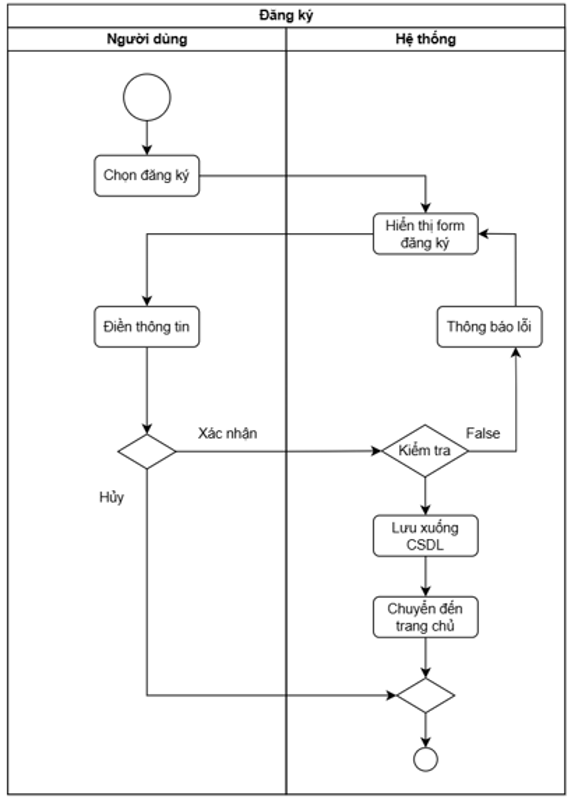 Đăng ký
Người dùng
Hệ thống
Chọn đăng ký
Hiển thị form
đăng ký
Điền thông tin
Thông báo lỗi
Xác nhận
Kiểm tra
False
Hủy
Lưu xuống
CSDL
Chuyển đến
trang chủ